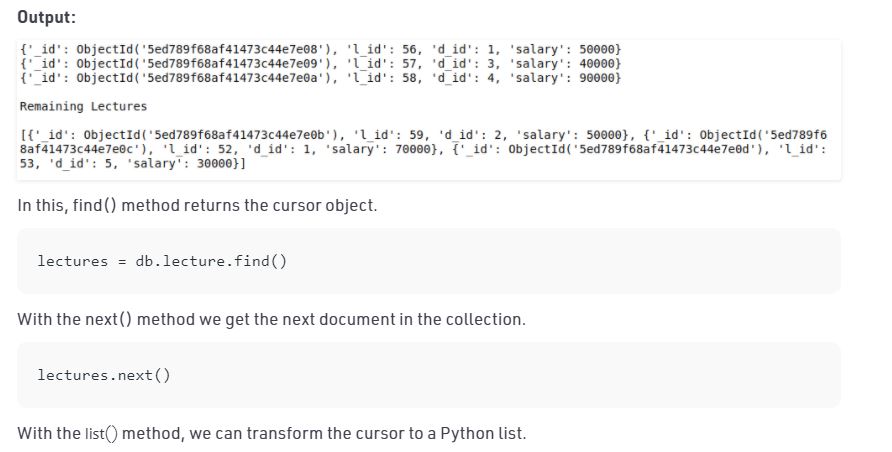 Output:
{'_id': ObjectId('5ed789f68af41473c44e7e08'), 'l_id': 56, 'd_id': 1, 'salary': 50000}
{'_id': ObjectId('5ed789f68af41473c44e7e09'), 'l_id': 57, 'd_id': 3, 'salary': 40000}
{'_id': ObjectId('5ed789f68af41473c44e7e0a'), 'l_id': 58, 'd_id': 4, 'salary': 90000}
Remaining Lectures
[{'_id': ObjectId('5ed789f68af41473c44e7e0b'), 'l_id': 59, 'd_id': 2, 'salary': 50000}, {'_id': ObjectId('5ed789f6
8af41473c44e7e0c'), 'l_id': 52, 'd_id': 1, 'salary': 70000}, {'_id': ObjectId('5ed789f68af41473c44e7e0d'), 'l_id':
53, 'd_id': 5, 'salary': 30000}]
In this, find() method returns the cursor object.
lectures = db.lecture.find()
With the next() method we get the next document in the collection.
lectures.next()
With the list() method, we can transform the cursor to a Python list.